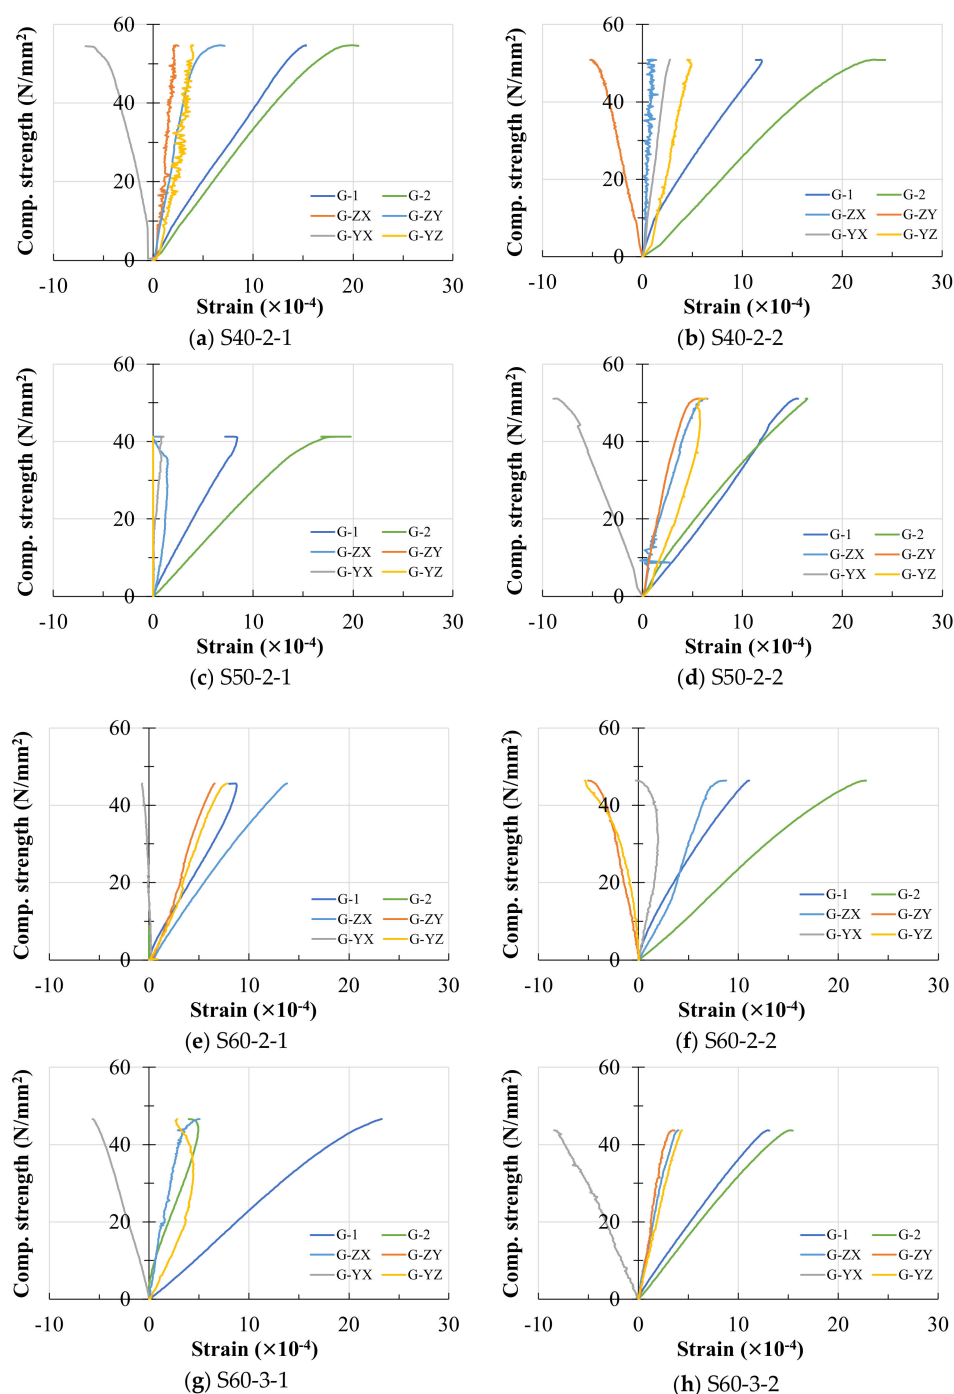 Comp. strength (N/mm²)
60
40
20
0
-10 0 10 20 30
G-1 G-2
G-ZX G-ZY
G-YX G-YZ
Strain (×10⁻⁴)
(a) S40-2-1
Comp. strength (N/mm²)
60
40
20
0
-10 0 10 20 30
G-1 G-2
G-ZX G-ZY
G-YX G-YZ
Strain (×10⁻⁴)
(b) S40-2-2
Comp. strength (N/mm²)
60
40
20
0
-10 0 10 20 30
G-1 G-2
G-ZX G-ZY
G-YX G-YZ
Strain (×10⁻⁴)
(c) S50-2-1
Comp. strength (N/mm²)
60
40
20
0
-10 0 10 20 30
G-1 G-2
G-ZX G-ZY
G-YX G-YZ
Strain (×10⁻⁴)
(d) S50-2-2
Comp. strength (N/mm²)
60
40
20
0
-10 0 10 20 30
G-1 G-2
G-ZX G-ZY
G-YX G-YZ
Strain (×10⁻⁴)
(e) S60-2-1
Comp. strength (N/mm²)
60
40
20
0
-10 0 10 20 30
G-1 G-2
G-ZX G-ZY
G-YX G-YZ
Strain (×10⁻⁴)
(f) S60-2-2
Comp. strength (N/mm²)
60
40
20
0
-10 0 10 20 30
G-1 G-2
G-ZX G-ZY
G-YX G-YZ
Strain (×10⁻⁴)
(g) S60-3-1
Comp. strength (N/mm²)
60
40
20
0
-10 0 10 20 30
G-1 G-2
G-ZX G-ZY
G-YX G-YZ
Strain (×10⁻⁴)
(h) S60-3-2